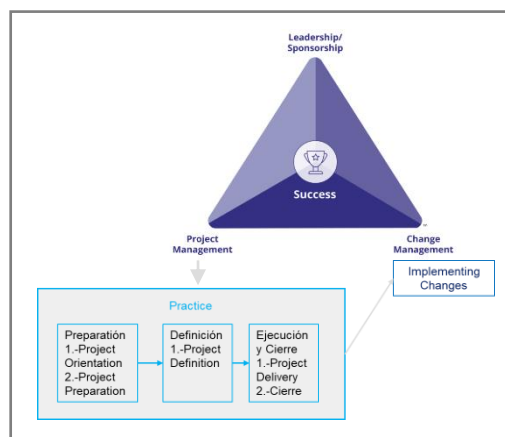 Leadership/
Sponsorship
Success
Project
Management
Change
Management
Implementing
Changes
Practice
Preparatión
1.-Project
Orientation
2.-Project
Preparation
Definición
1.-Project
Definition
Ejecución
y Cierre
1.-Project
Delivery
2.-Cierre